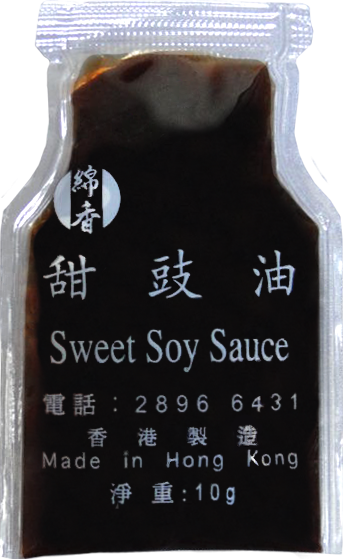 綿香
甜豉油
Sweet Soy Sauce
電話：2896 6431
香港製造
Made in Hong Kong
淨重:10g